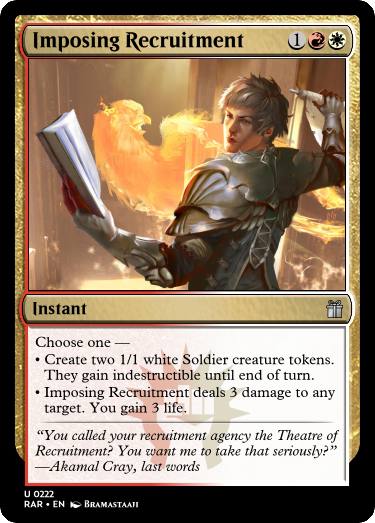 Imposing Recruitment 1
Instant
Choose one —
• Create two 1/1 white Soldier creature tokens.
They gain indestructible until end of turn.
• Imposing Recruitment deals 3 damage to any
target. You gain 3 life.
“You called your recruitment agency the Theatre of
Recruitment? You want me to take that seriously?”
—Akamal Cray, last words
U 0222
RAR • EN Bramastaaji